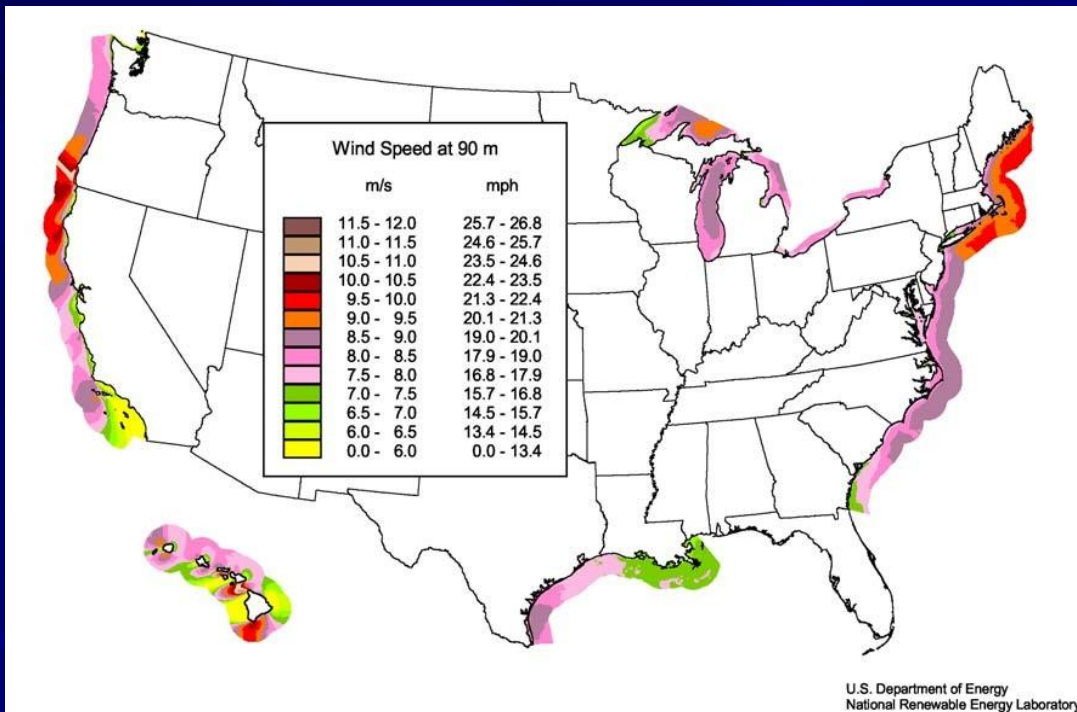 Wind Speed at 90 m
m/s mph
11.5 - 12.0 25.7 - 26.8
11.0 - 11.5 24.6 - 25.7
10.5 - 11.0 23.5 - 24.6
10.0 - 10.5 22.4 - 23.5
9.5 - 10.0 21.3 - 22.4
9.0 - 9.5 20.1 - 21.3
8.5 - 9.0 19.0 - 20.1
8.0 - 8.5 17.9 - 19.0
7.5 - 8.0 16.8 - 17.9
7.0 - 7.5 15.7 - 16.8
6.5 - 7.0 14.5 - 15.7
6.0 - 6.5 13.4 - 14.5
0.0 - 6.0 0.0 - 13.4
U.S. Department of Energy
National Renewable Energy Laboratory